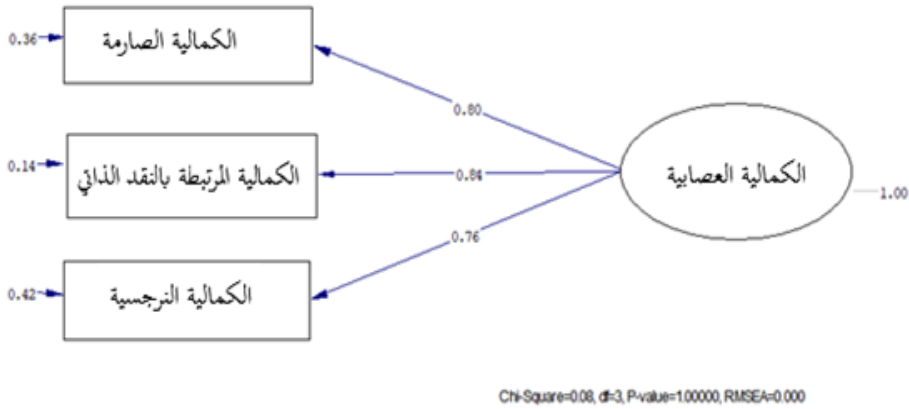 الكمالية الصارمة
0.36
0.80
الكمالية المرتبطة بالنقد الذاتي
0.14
0.84
الكمالية العصابية
1.00
0.76
الكمالية النرجسية
0.42
Chi-Square=0.08, df=3, P-value=1.00000, RMSEA=0.000